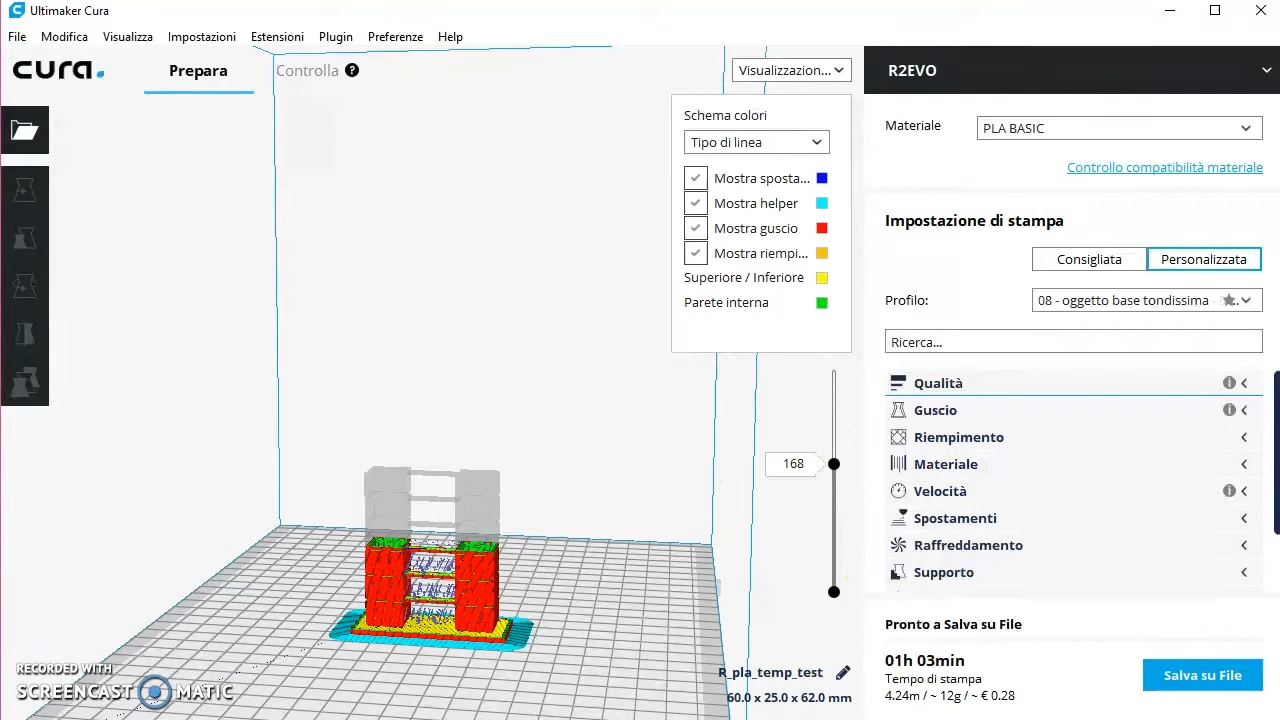 Ultimaker Cura
File Modifica Visualizza Impostazioni Estensioni Plugin Preferenze Help
cura.
Prepara
Controlla ?
Visualizzazion...
Schema colori
Tipo di linea
Mostra sposta...
Mostra helper
Mostra guscio
Mostra riempi...
Superiore / Inferiore
Parete interna
168
R_pla_temp_test
60.0 x 25.0 x 62.0 mm
RECORDED WITH
SCREENCAST MATIC
R2EVO
Materiale
PLA BASIC
Controllo compatibilità materiale
Impostazione di stampa
Consigliata
Personalizzata
Profilo:
08 - oggetto base tondissima
Ricerca...
Qualità
Guscio
Riempimento
Materiale
Velocità
Spostamenti
Raffreddamento
Supporto
Pronto a Salva su File
01h 03min
Tempo di stampa
4.24m / ~ 12g / ~ € 0.28
Salva su File